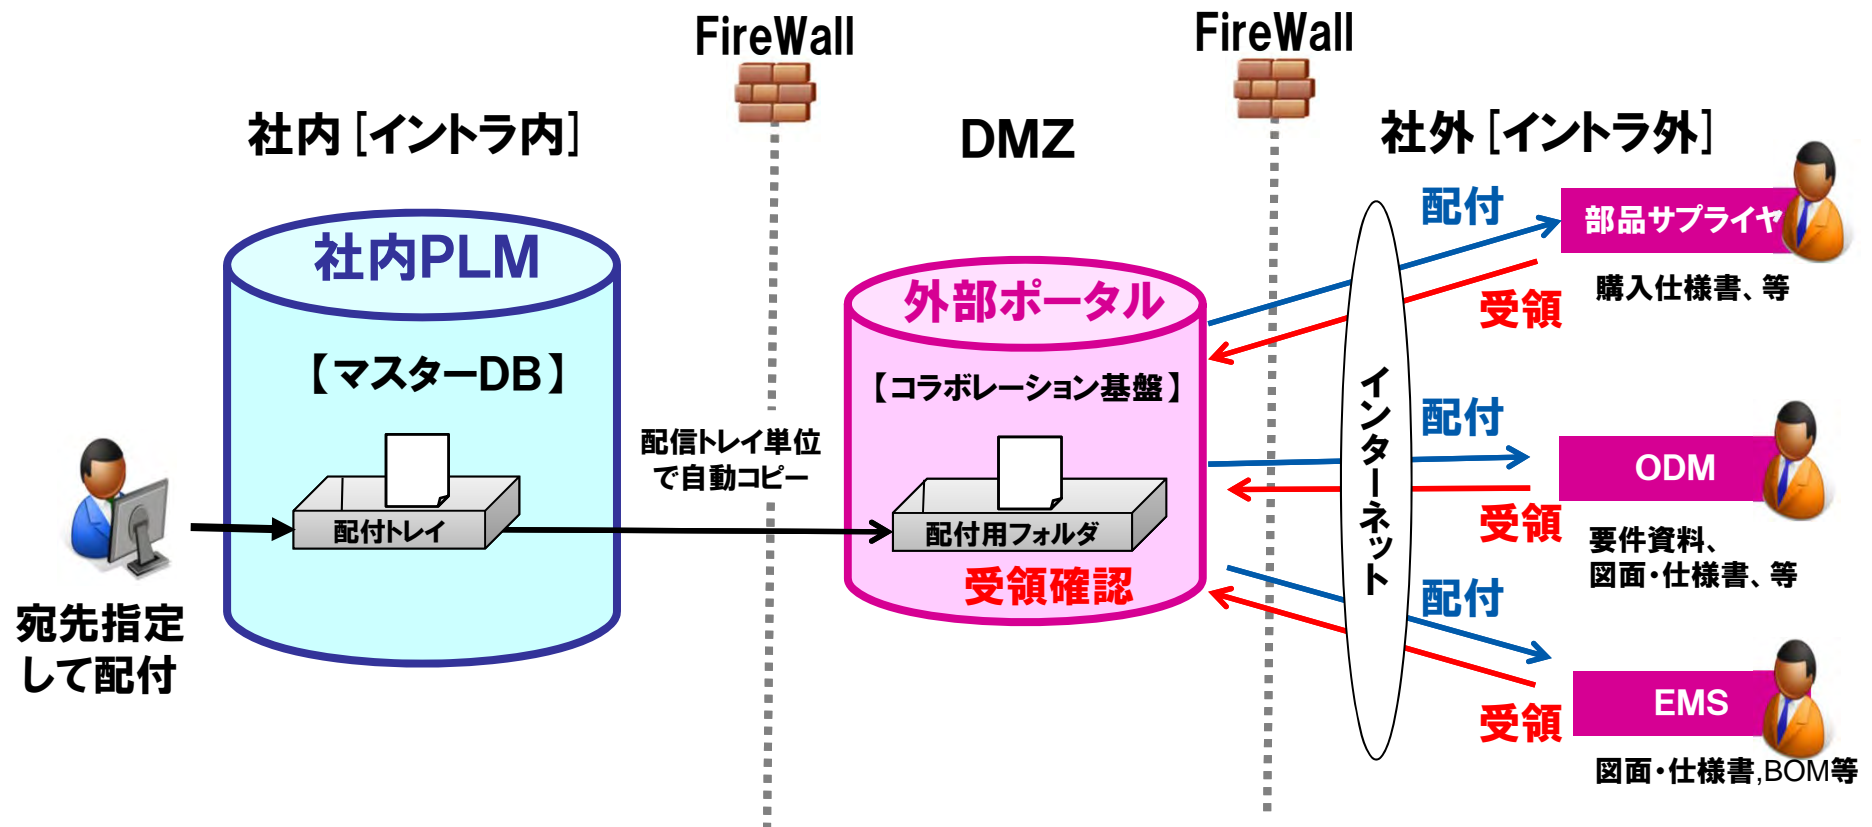 FireWall
FireWall
社内[イントラ内]
DMZ
社外[イントラ外]
社内PLM
【マスターDB】
配付トレイ
宛先指定
して配付
配信トレイ単位
で自動コピー
外部ポータル
【コラボレーション基盤】
配付用フォルダ
受領確認
インターネット
配付
受領
部品サプライヤ
購入仕様書、等
配付
受領
ODM
要件資料、
図面・仕様書、等
配付
受領
EMS
図面・仕様書,BOM等